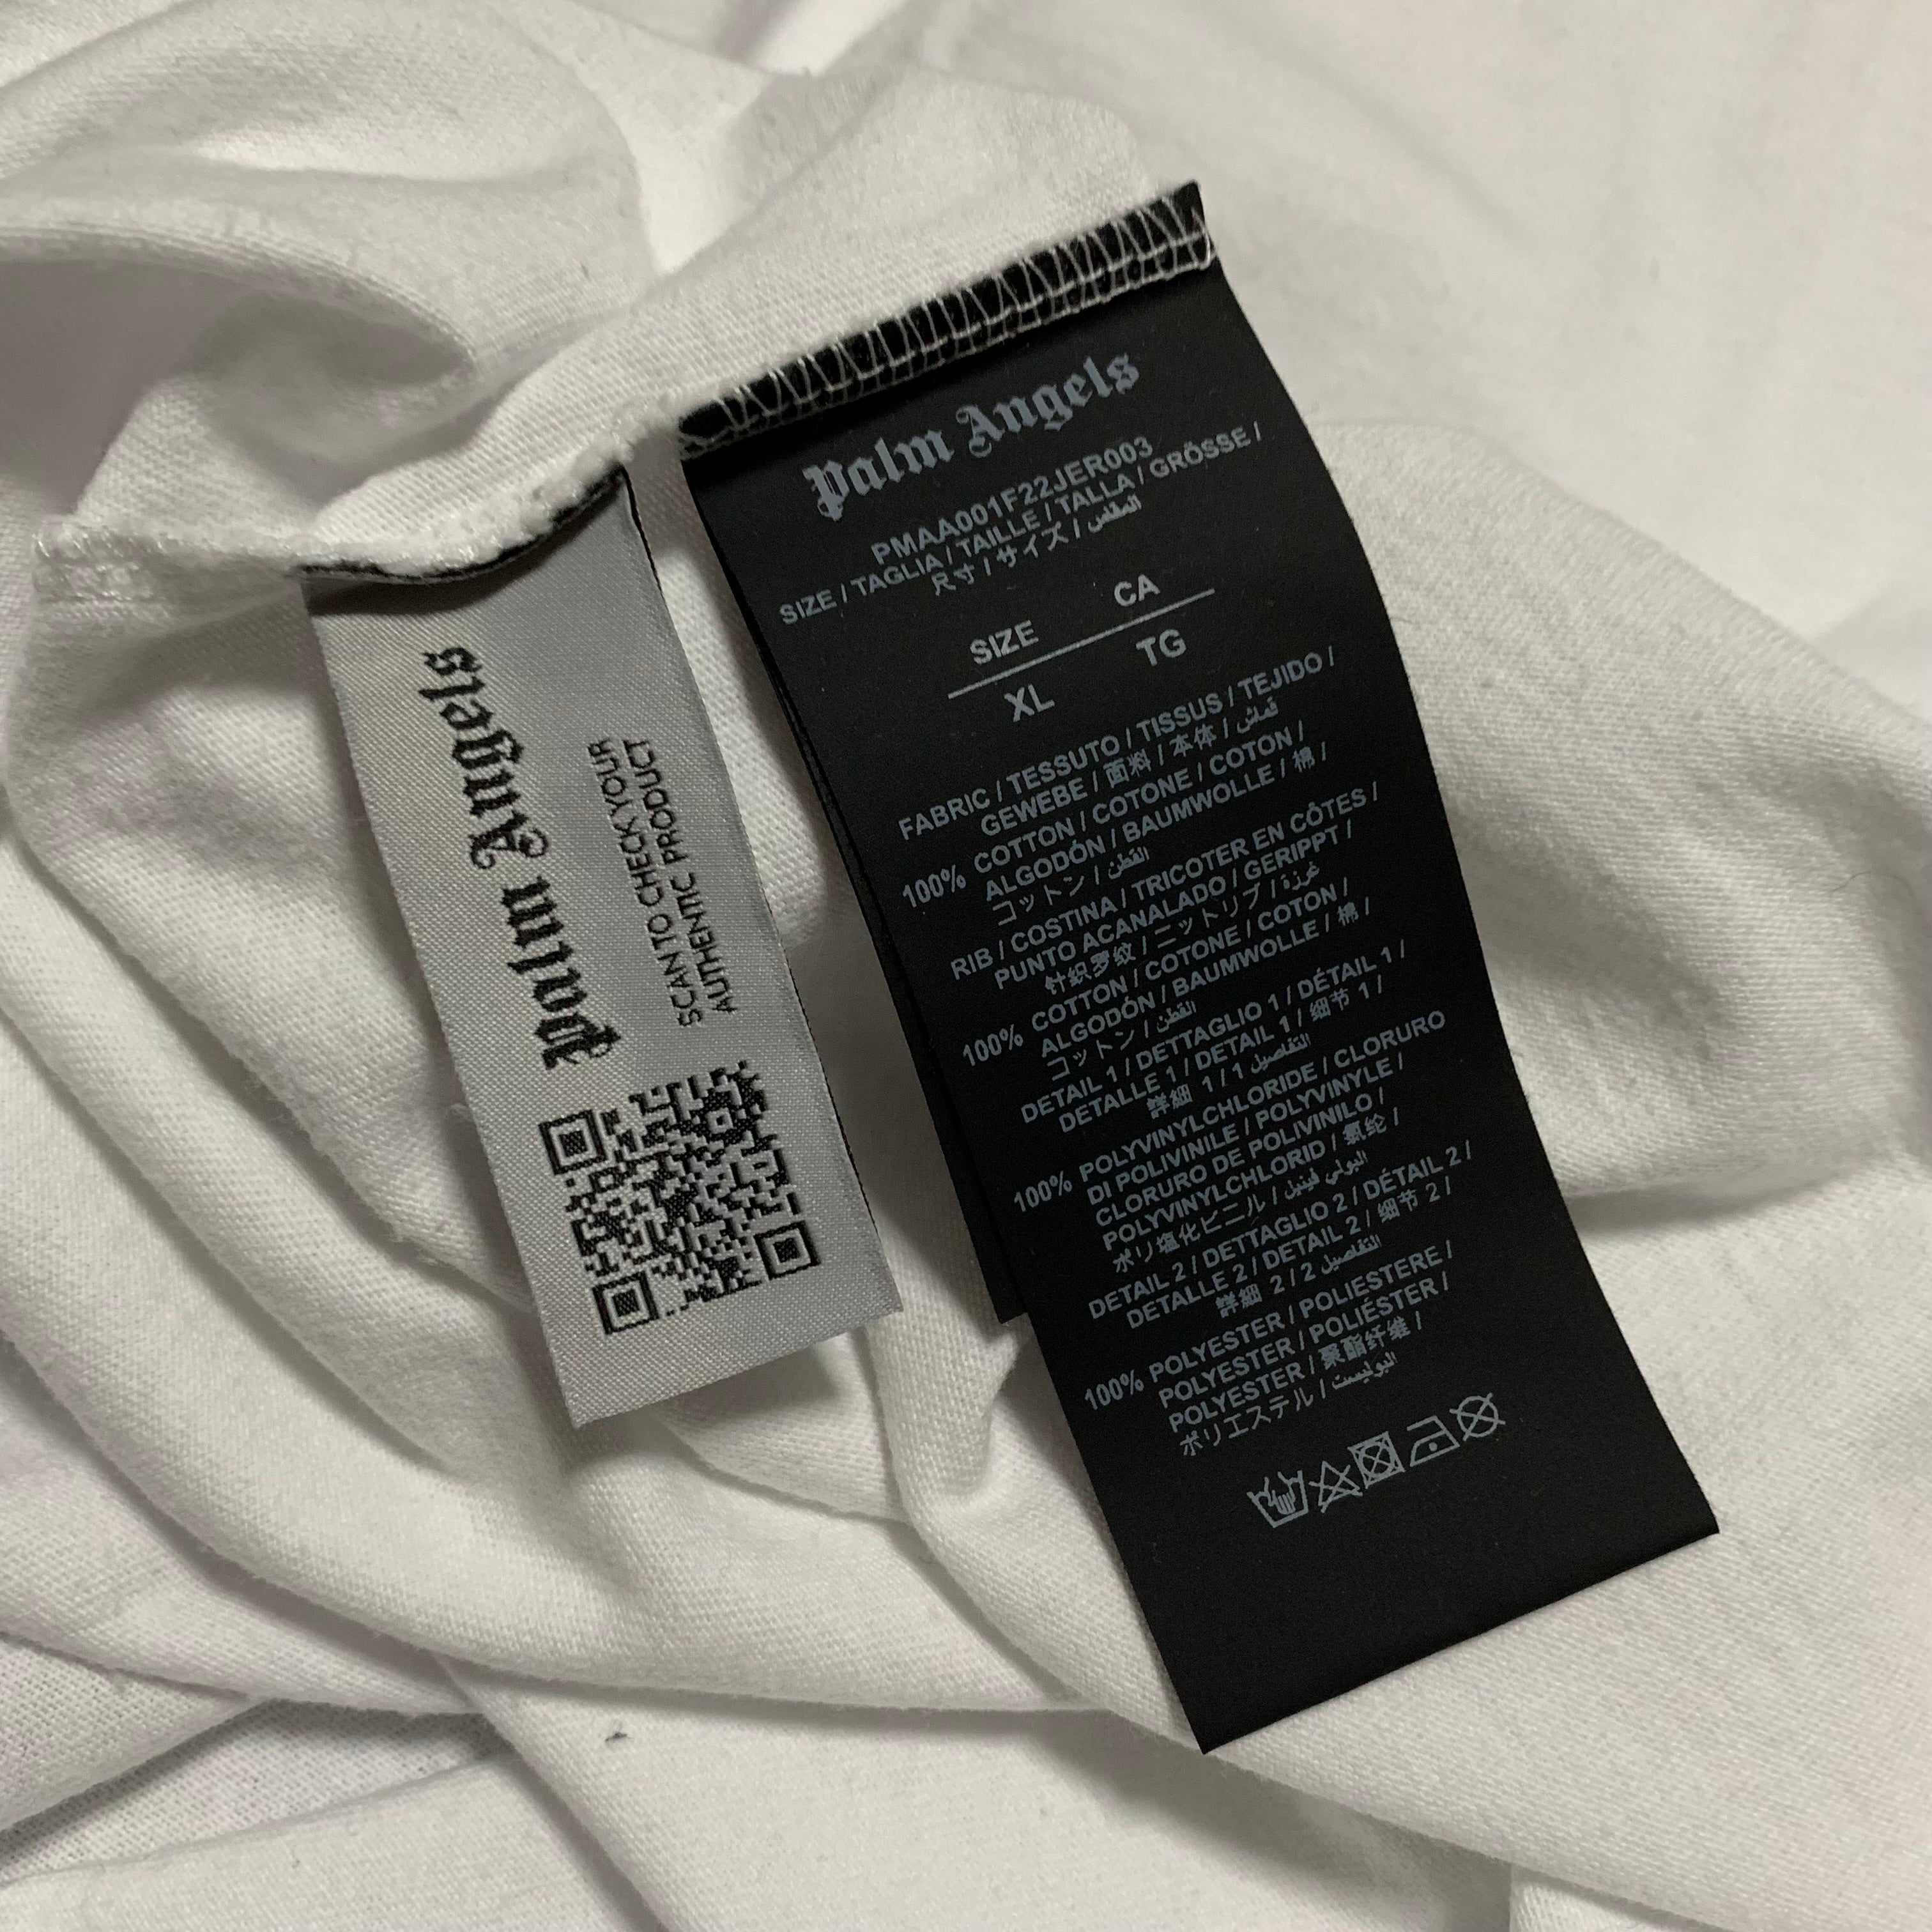 Palm Angels
SCAN TO CHECK YOUR
AUTHENTIC PRODUCT
Palm Angels
PMAA001F22JER003
SIZE / TAGLIA / TAILLE / TALLA / GRÖSSE /
尺寸 / サイズ / المقاس
SIZE CA
XL TG
FABRIC / TESSUTO / TISSUS / TEJIDO /
GEWEBE / 面料 / 本体 / قماش
100% COTTON / COTONE / COTON /
ALGODÓN / BAUMWOLLE / 棉 /
コットン / القطن
RIB / COSTINA / TRICOTER EN CÔTES /
PUNTO ACANALADO / GERIPPT /
针织罗纹 / ニットリブ / غرزة
100% COTTON / COTONE / COTON /
ALGODÓN / BAUMWOLLE / 棉 /
コットン / القطن
DETAIL 1 / DETTAGLIO 1 / DÉTAIL 1 /
DETALLE 1 / DETAIL 1 / 细节 1 /
詳細 1 / 1 التفاصيل
100% POLYVINYLCHLORIDE / CLORURO
DI POLIVINILE / POLYVINYLE /
CLORURO DE POLIVINILO /
POLYVINYLCHLORID / 氯纶 /
ポリ塩化ビニル / البولي فينيل
DETAIL 2 / DETTAGLIO 2 / DÉTAIL 2 /
DETALLE 2 / DETAIL 2 / 细节 2 /
詳細 2 / 2 التفاصيل
100% POLYESTER / POLIESTERE /
POLYESTER / POLIÉSTER /
POLYESTER / 聚酯纤维 /
ポリエステル / البوليست